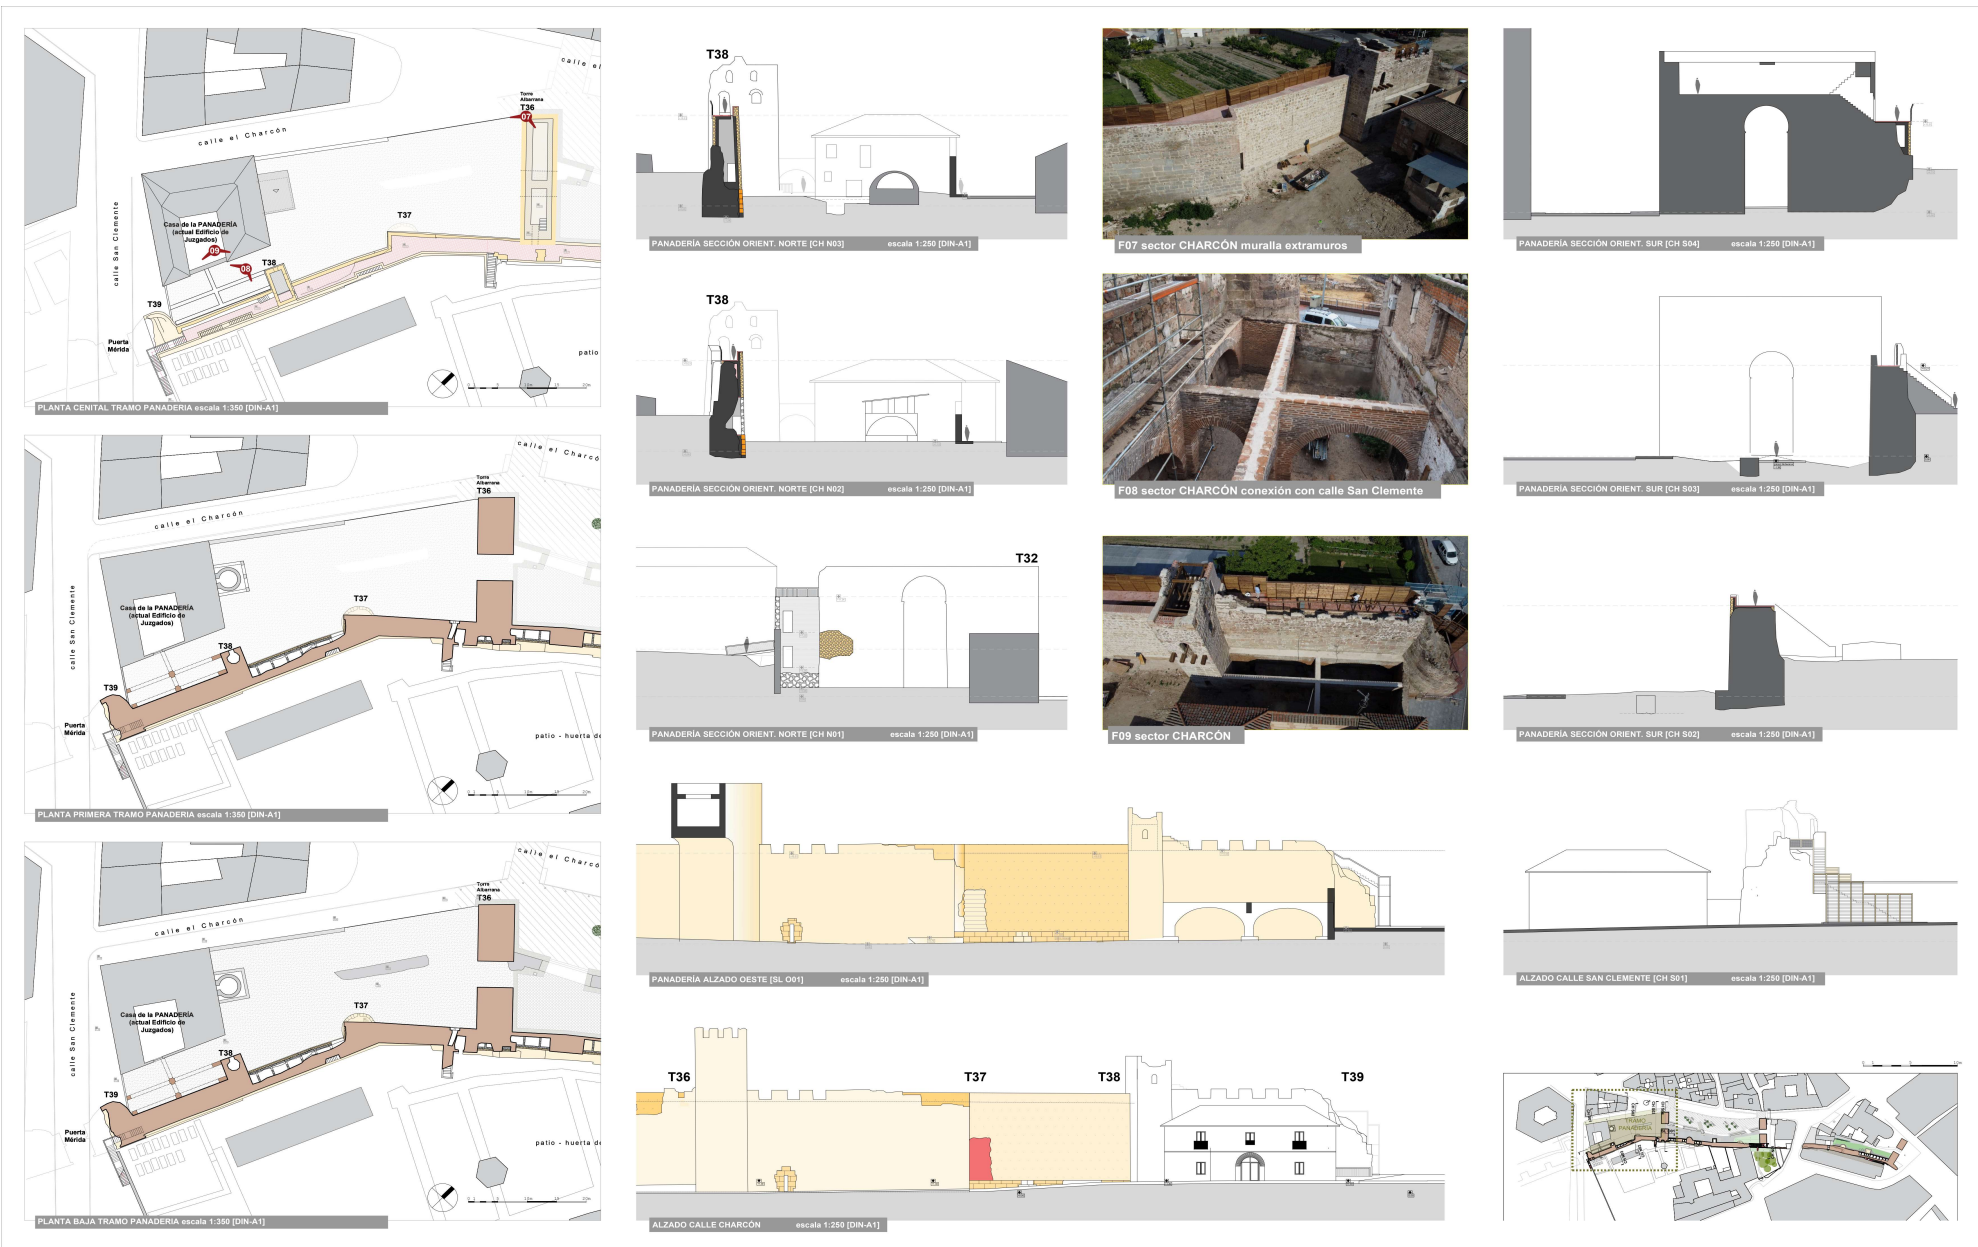 calle el
Torre
Albarrana
T36
07
calle el Charcón
calle San Clemente
T37
Casa de la PANADERÍA
(actual Edificio de
Juzgados)
09
08
T38
T39
Puerta
Mérida
patio
PLANTA CENITAL TRAMO PANADERIA escala 1:350 [DIN-A1]
calle el Charcó
Torre
Albarrana
T36
calle el Charcón
calle San Clemente
T37
Casa de la PANADERÍA
(actual Edificio de
Juzgados)
T38
T39
Puerta
Mérida
patio - huerta de
PLANTA PRIMERA TRAMO PANADERIA escala 1:350 [DIN-A1]
calle el Charcó
Torre
Albarrana
T36
calle el Charcón
calle San Clemente
T37
Casa de la PANADERÍA
(actual Edificio de
Juzgados)
T38
T39
Puerta
Mérida
patio - huerta de
PLANTA BAJA TRAMO PANADERIA escala 1:350 [DIN-A1]
T38
PANADERÍA SECCIÓN ORIENT. NORTE [CH N03] escala 1:250 [DIN-A1]
T38
PANADERÍA SECCIÓN ORIENT. NORTE [CH N02] escala 1:250 [DIN-A1]
T32
PANADERÍA SECCIÓN ORIENT. NORTE [CH N01] escala 1:250 [DIN-A1]
F07 sector CHARCÓN muralla extramuros
F08 sector CHARCÓN conexión con calle San Clemente
F09 sector CHARCÓN
PANADERÍA SECCIÓN ORIENT. SUR [CH S04] escala 1:250 [DIN-A1]
PANADERÍA SECCIÓN ORIENT. SUR [CH S03] escala 1:250 [DIN-A1]
PANADERÍA SECCIÓN ORIENT. SUR [CH S02] escala 1:250 [DIN-A1]
PANADERÍA ALZADO OESTE [SL O01] escala 1:250 [DIN-A1]
ALZADO CALLE SAN CLEMENTE [CH S01] escala 1:250 [DIN-A1]
T36
T37
T38
T39
ALZADO CALLE CHARCÓN escala 1:250 [DIN-A1]
TRAMO
PANADERÍA